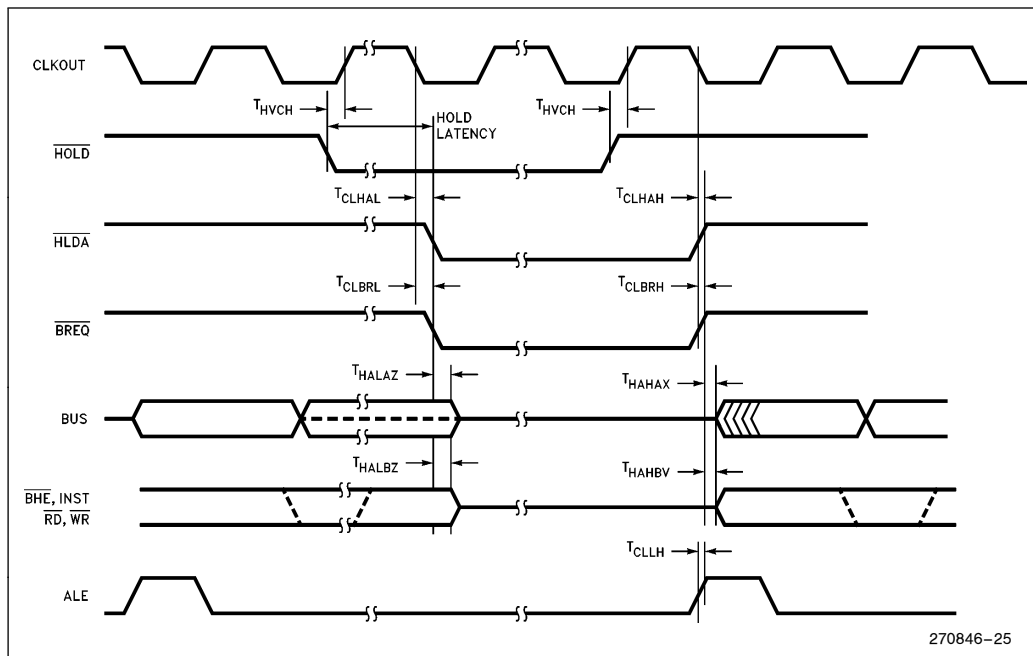 CLKOUT
THVCH
HOLD
LATENCY
THVCH
HOLD
TCLHAL
TCLHAH
HLDA
TCLBRL
TCLBRH
BREQ
THALAZ
THAHAX
BUS
THALBZ
THAHBV
BHE, INST
RD, WR
TCLLH
ALE
270846–25